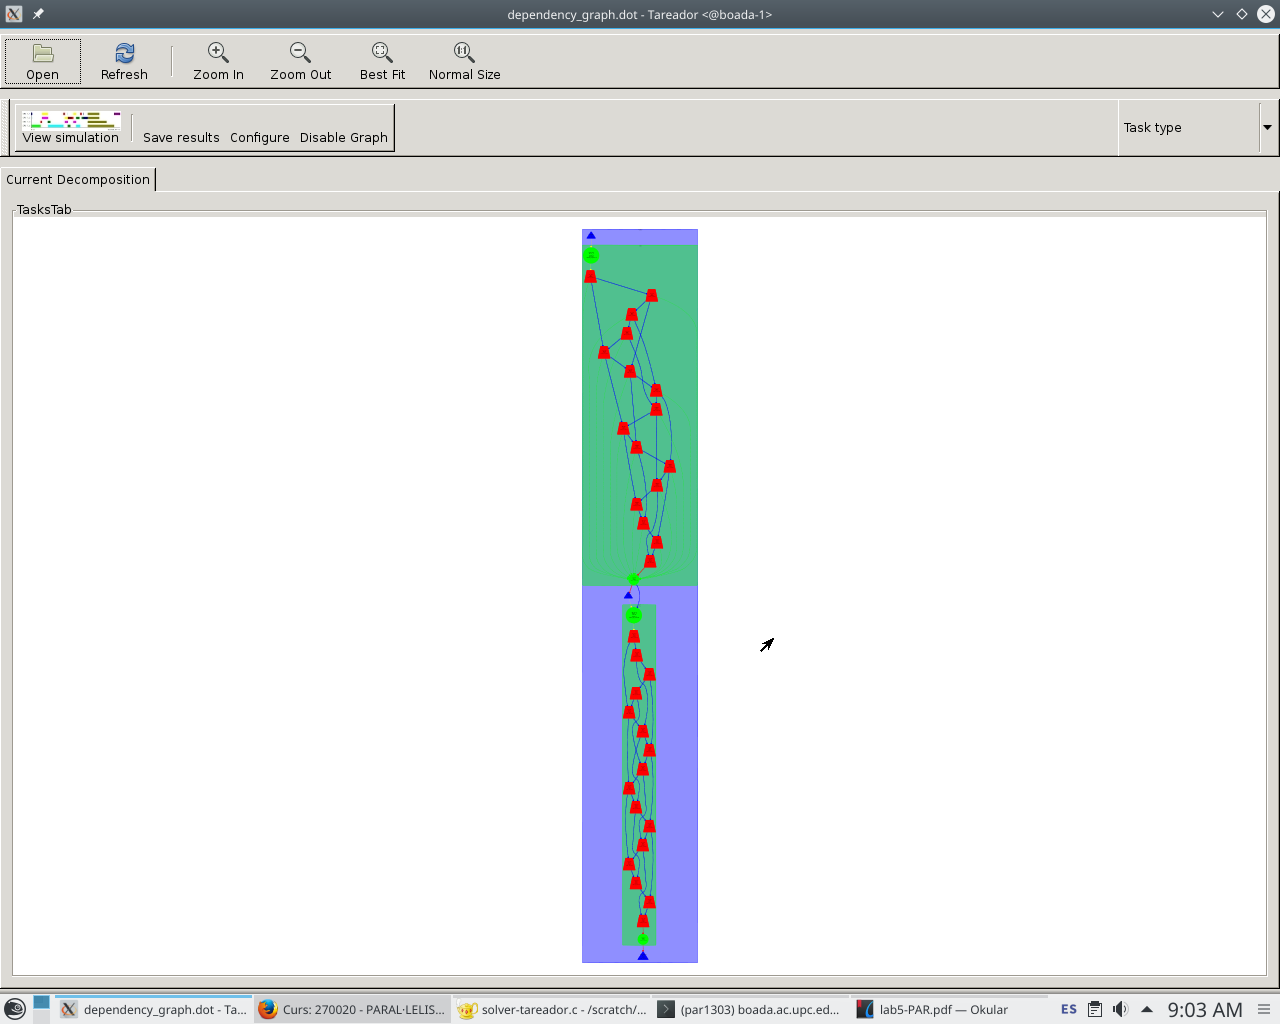 dependency_graph.dot - Tareador <@boada-1>
Open Refresh Zoom In Zoom Out Best Fit Normal Size
View simulation Save results Configure Disable Graph Task type
Current Decomposition
TasksTab
dependency_graph.dot - Ta... Curs: 270020 - PARAL·LELIS... solver-tareador.c - /scratch/... (par1303) boada.ac.upc.ed... lab5-PAR.pdf — Okular ES 9:03 AM